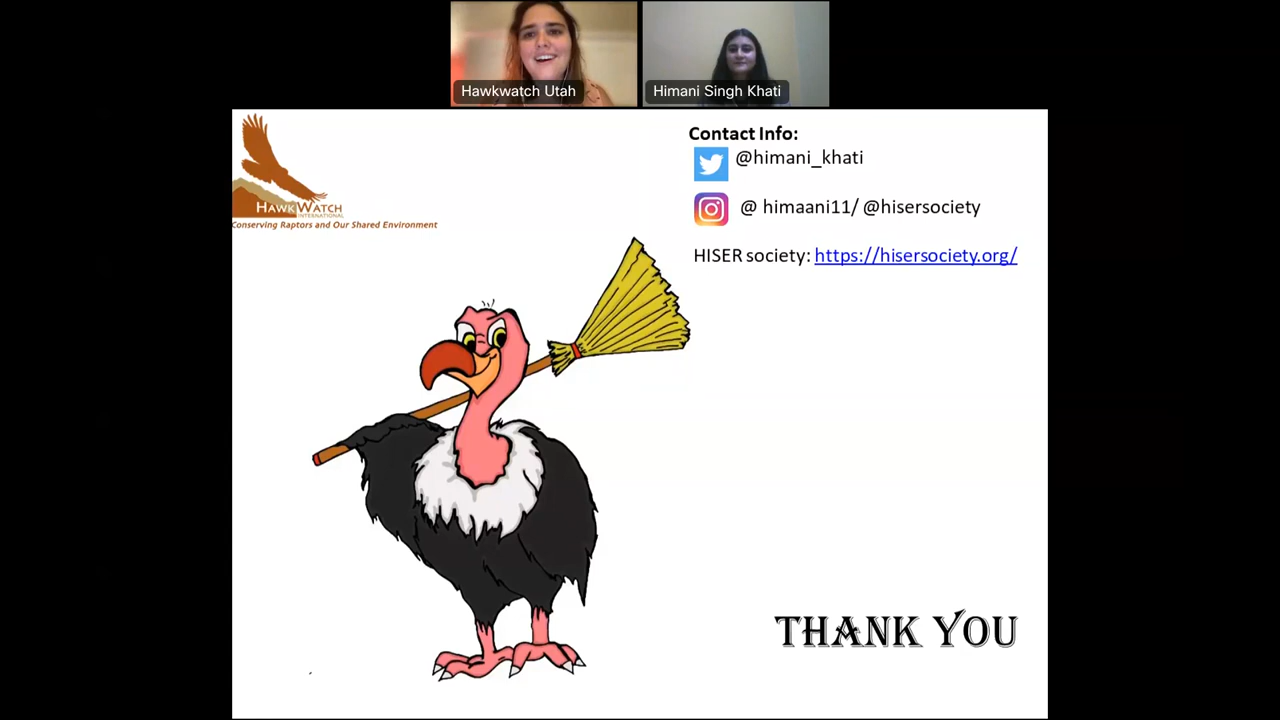 Hawkwatch Utah
Himani Singh Khati
HAWKWATCH
INTERNATIONAL
Conserving Raptors and Our Shared Environment
Contact Info:
@himani_khati
@ himaani11/ @hisersociety
HISER society: https://hisersociety.org/
THANK YOU